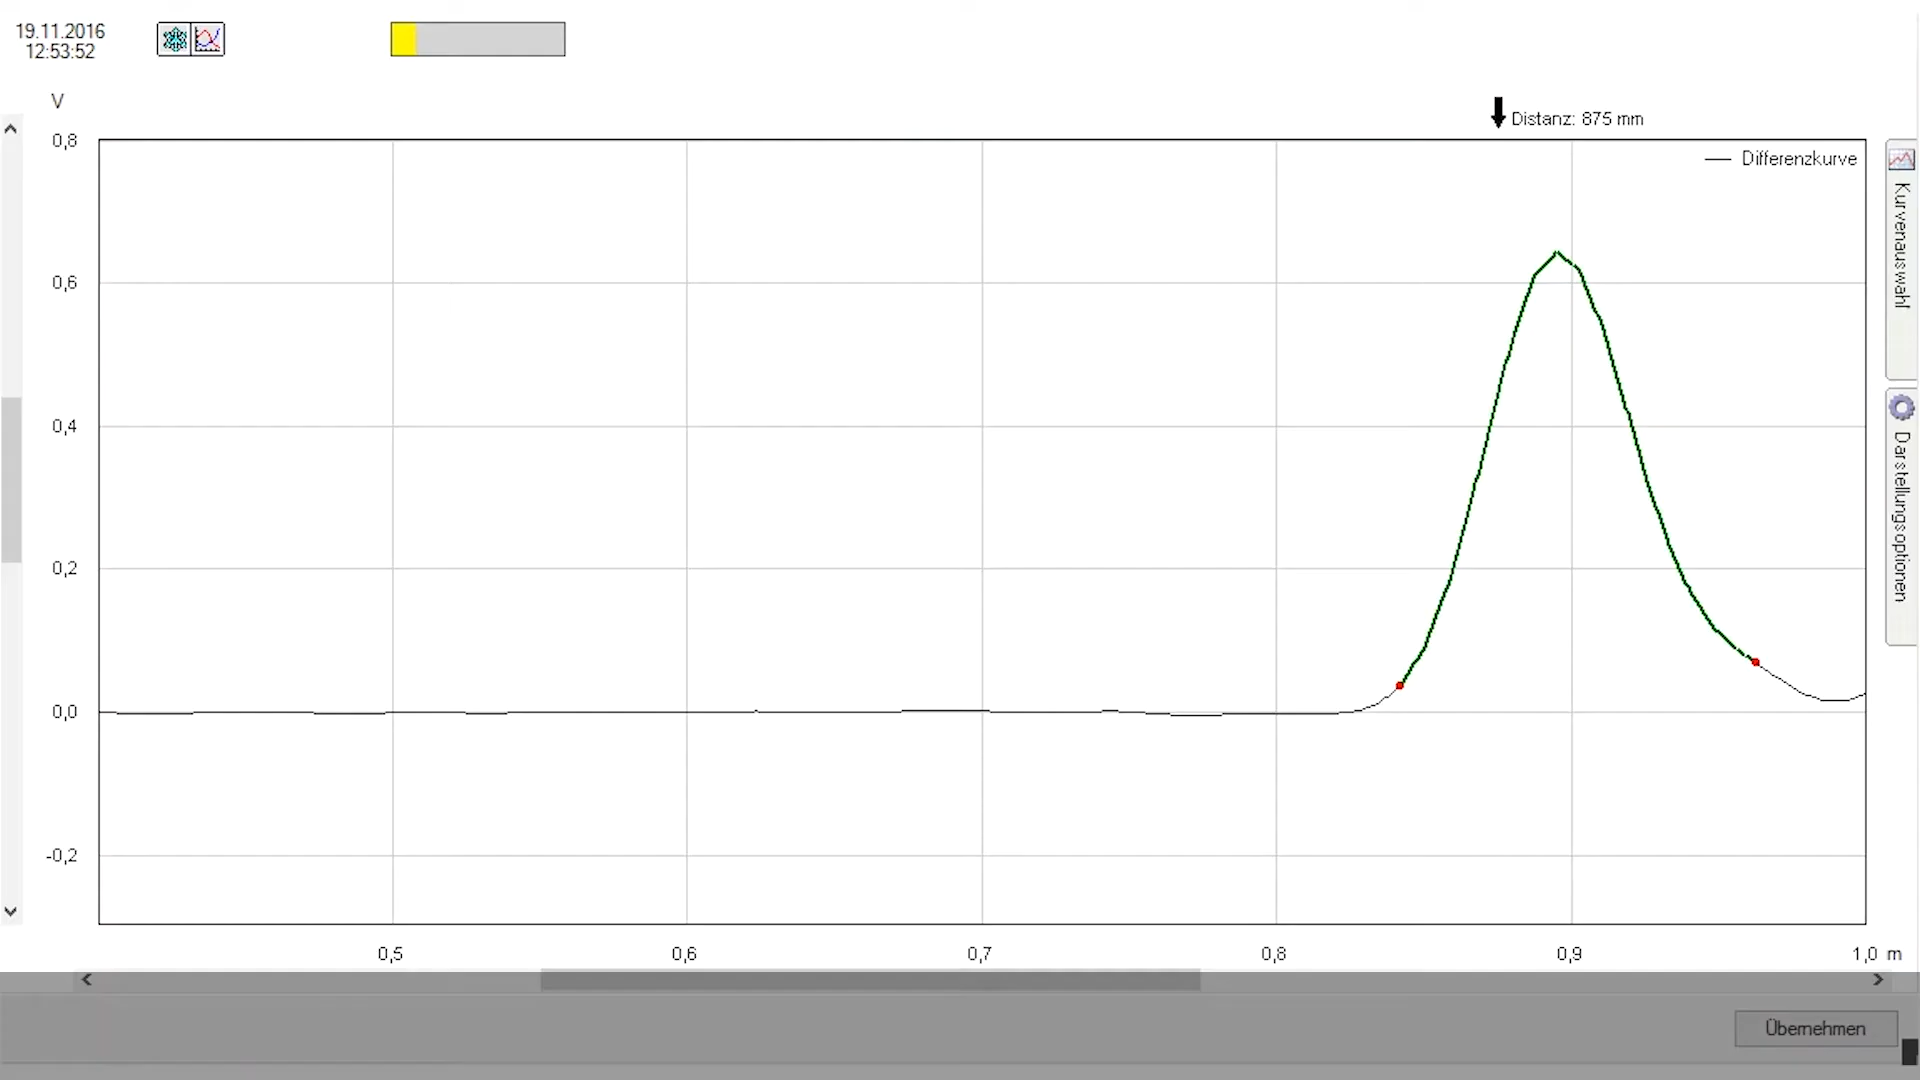 19.11.2016
12:53:52
V
Distanz: 875 mm
Differenzkurve
0,8
0,6
0,4
0,2
0,0
-0,2
0,5 0,6 0,7 0,8 0,9 1,0 m
Kurvenauswahl
Darstellungsoptionen
Übernehmen